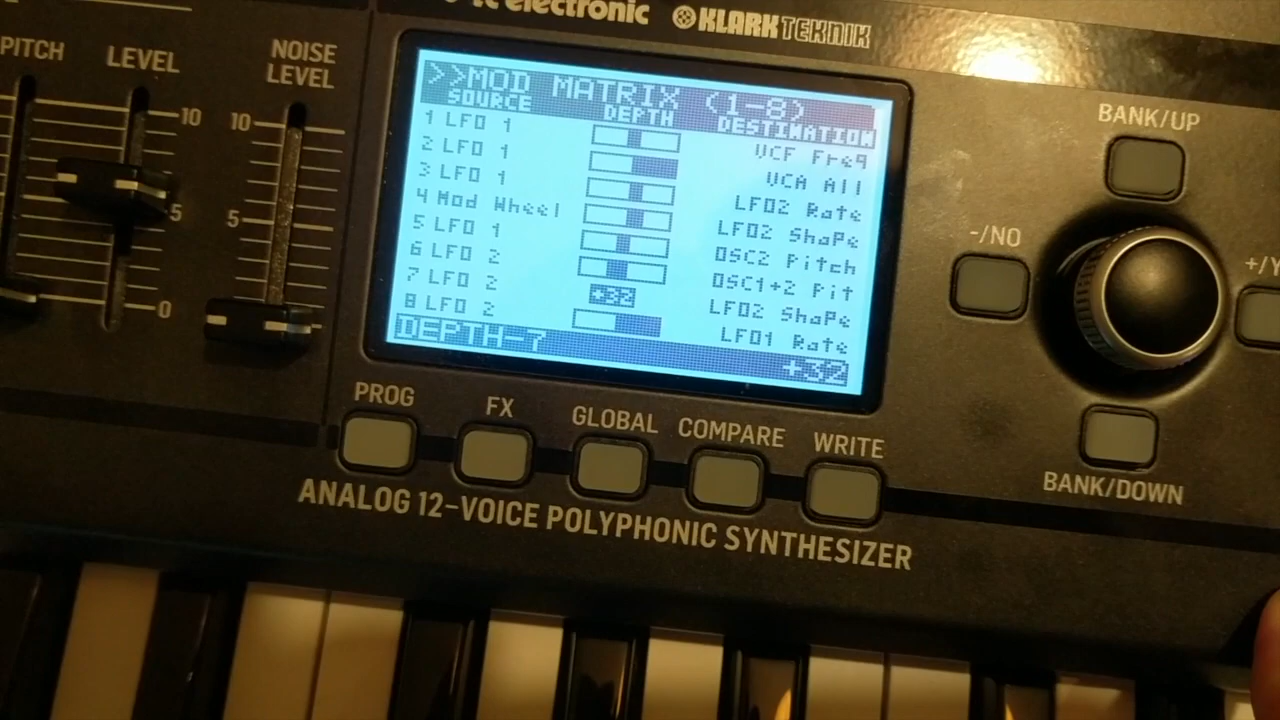 tc electronic KLARK TEKNIK
PITCH LEVEL NOISE LEVEL
10 10
5 5
0
>>MOD MATRIX (1-8)
SOURCE DEPTH DESTINATION
1 LFO 1 VCF Freq
2 LFO 1 VCA All
3 LFO 1 LFO2 Rate
4 Mod Wheel LFO2 ShaPe
5 LFO 1 OSC2 Pitch
6 LFO 2 OSC1+2 Pit
7 LFO 2 +32 LFO2 ShaPe
8 LFO 2 LFO1 Rate
DEPTH-7 +32
BANK/UP
-/NO +/Y
BANK/DOWN
PROG FX GLOBAL COMPARE WRITE
ANALOG 12-VOICE POLYPHONIC SYNTHESIZER